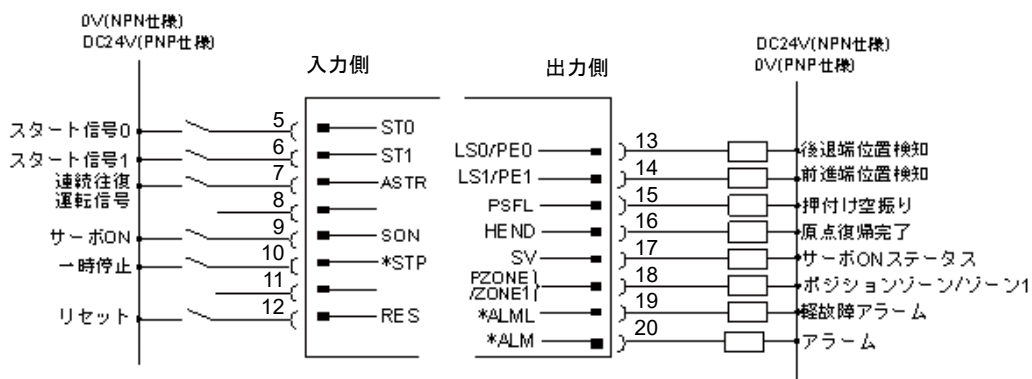 0V(NPN仕様)
DC24V(PNP仕様)
入力側
スタート信号0
5
ST0
スタート信号1
6
ST1
連続往復
運転信号
7
ASTR
8
サーボON
9
SON
一時停止
10
*STP
11
リセット
12
RES
出力側
DC24V(NPN仕様)
0V(PNP仕様)
LS0/PE0
13
後退端位置検知
LS1/PE1
14
前進端位置検知
PSFL
15
押付け空振り
HEND
16
原点復帰完了
SV
17
サーボONステータス
PZONE
/ZONE1
18
ポジションゾーン/ゾーン1
*ALML
19
軽故障アラーム
*ALM
20
アラーム